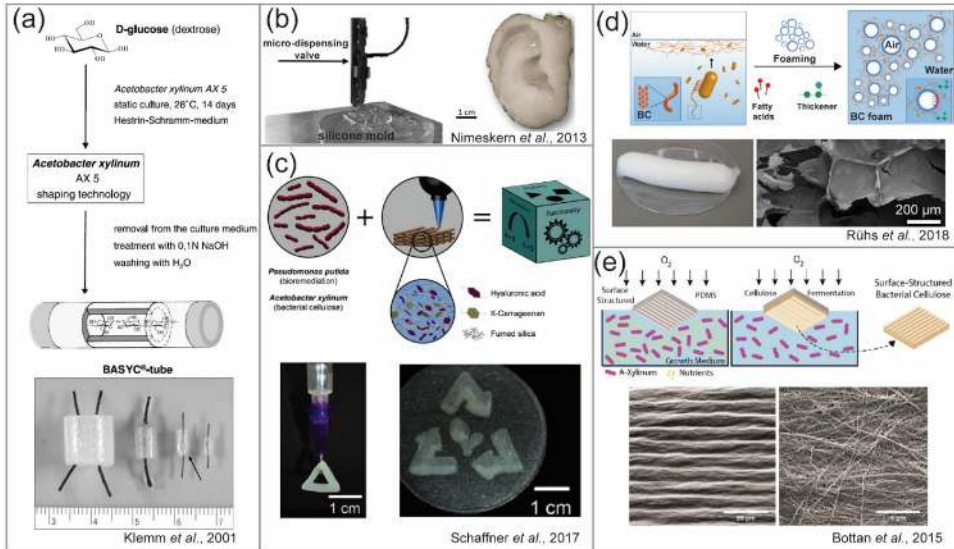 (a)
D-glucose (dextrose)
Acetobacter xylinum AX 5
static culture, 28°C, 14 days
Hestrin-Schramm-medium
Acetobacter xylinum
AX 5
shaping technology
removal from the culture medium
treatment with 0,1N NaOH
washing with H₂O
BASYC®-tube
3 4 5 6 7
Klemm et al., 2001
(b)
micro-dispensing
valve
silicone mold
1 cm
Nimeskern et al., 2013
(c)
functionality
Pseudomonas putida
(bioremediation)
Acetobacter xylinum
(bacterial cellulose)
Hyaluronic acid
κ-Carrageenan
Fumed silica
1 cm
1 cm
Schaffner et al., 2017
(d)
Air
Water
BC
Foaming
Fatty
acids
Thickener
Air
Water
BC foam
200 µm
Rühs et al., 2018
(e)
O₂
O₂
Surface
Structured
PDMS
Cellulose
Fermentation
Surface-Structured
Bacterial Cellulose
Growth Medium
A-Xylinum
Nutrients
Bottan et al., 2015